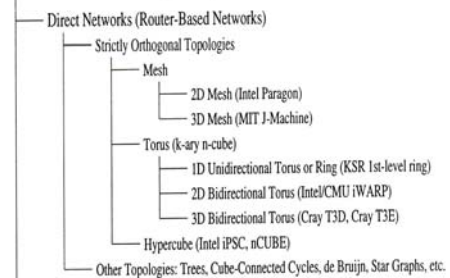 Direct Networks (Router-Based Networks)
Strictly Orthogonal Topologies
Mesh
2D Mesh (Intel Paragon)
3D Mesh (MIT J-Machine)
Torus (k-ary n-cube)
1D Unidirectional Torus or Ring (KSR 1st-level ring)
2D Bidirectional Torus (Intel/CMU iWARP)
3D Bidirectional Torus (Cray T3D, Cray T3E)
Hypercube (Intel iPSC, nCUBE)
Other Topologies: Trees, Cube-Connected Cycles, de Bruijn, Star Graphs, etc.